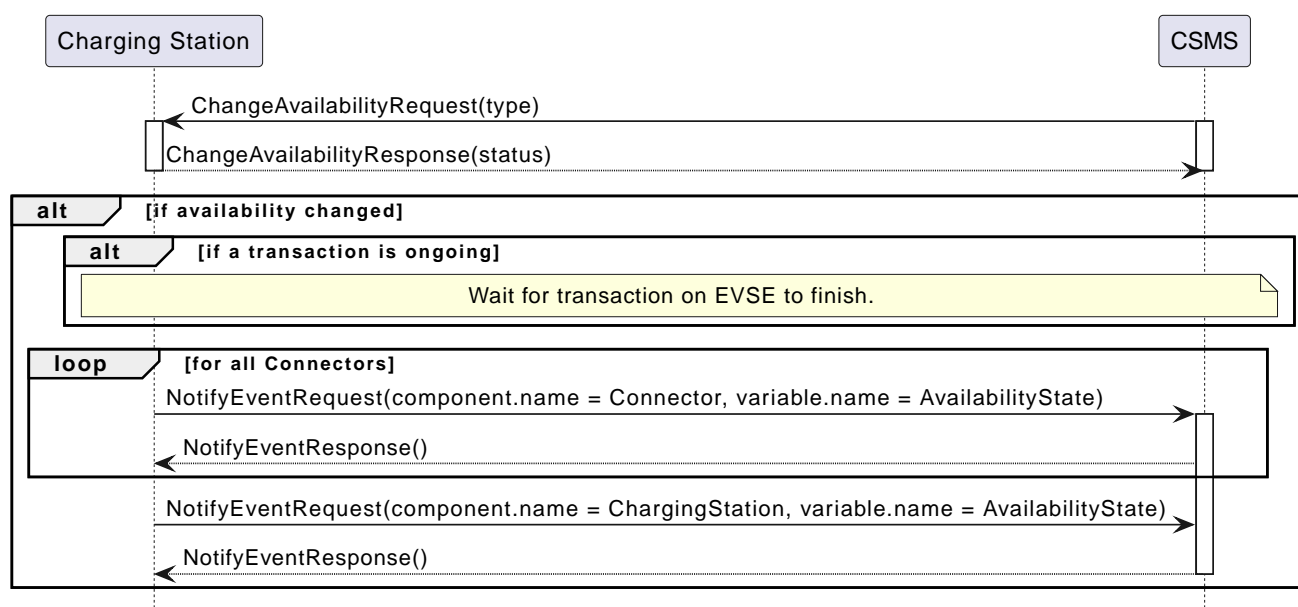 Charging Station
CSMS
ChangeAvailabilityRequest(type)
ChangeAvailabilityResponse(status)
alt
[if availability changed]
alt
[if a transaction is ongoing]
Wait for transaction on EVSE to finish.
loop
[for all Connectors]
NotifyEventRequest(component.name = Connector, variable.name = AvailabilityState)
NotifyEventResponse()
NotifyEventRequest(component.name = ChargingStation, variable.name = AvailabilityState)
NotifyEventResponse()